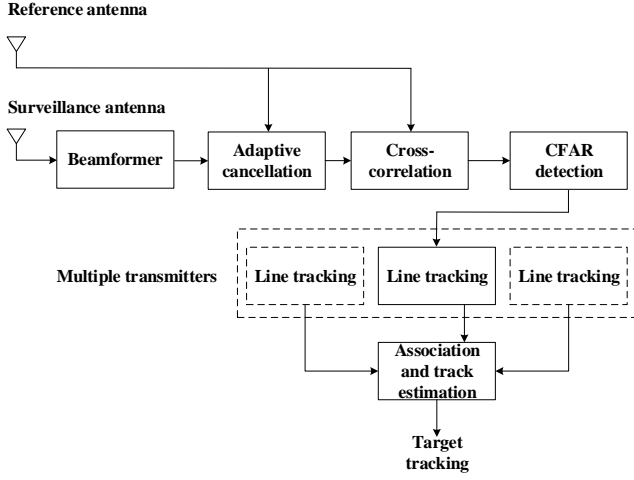 Reference antenna
Surveillance antenna
Beamformer
Adaptive
cancellation
Cross-
correlation
CFAR
detection
Multiple transmitters
Line tracking
Line tracking
Line tracking
Association
and track
estimation
Target
tracking